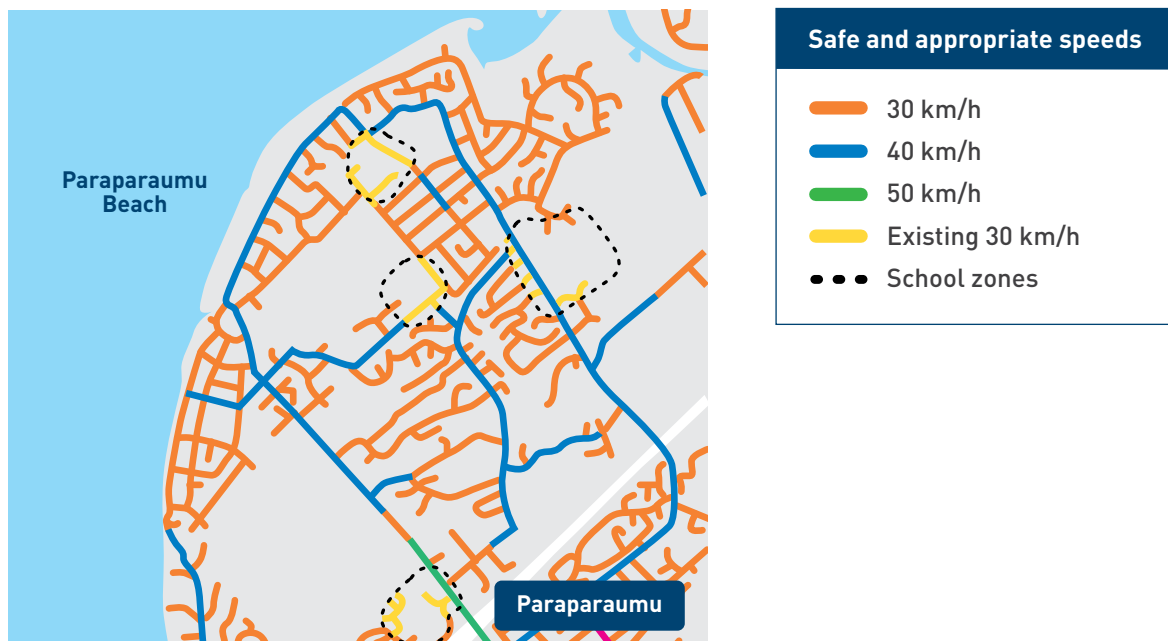 Paraparaumu
Beach
Paraparaumu
Safe and appropriate speeds
30 km/h
40 km/h
50 km/h
Existing 30 km/h
School zones